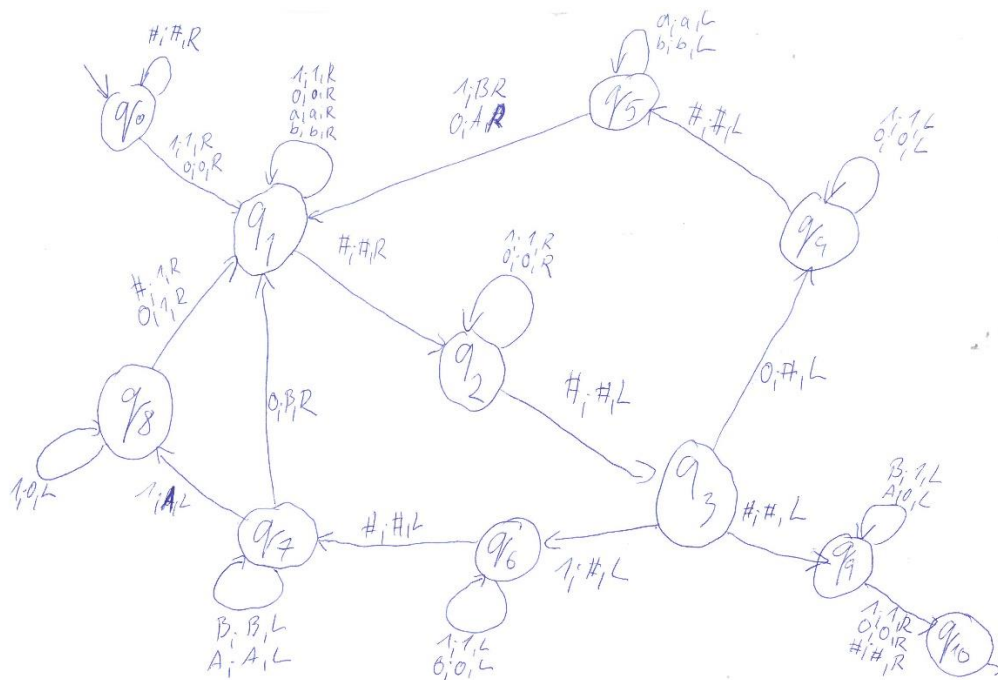 #;#,R
q0
1;1,R
0;0,R
1;1,R
0;0,R
a;a,R
b;b,R
q1
1;B,R
0;A,R
a;a,L
b;b,L
q5
#;#,L
1;1,L
0;0,L
q4
#;#,R
1;1,R
0;0,R
q2
#;1,R
0;1,R
0;B,R
#;#,L
0;#,L
q8
1;0,L
1;A,L
q3
q7
#;#,L
q6
1;#,L
#;#,L
B;1,L
A;0,L
q9
B;B,L
A;A,L
1;1,L
0;0,L
1;1,R
0;0,R
#;#,R
q10